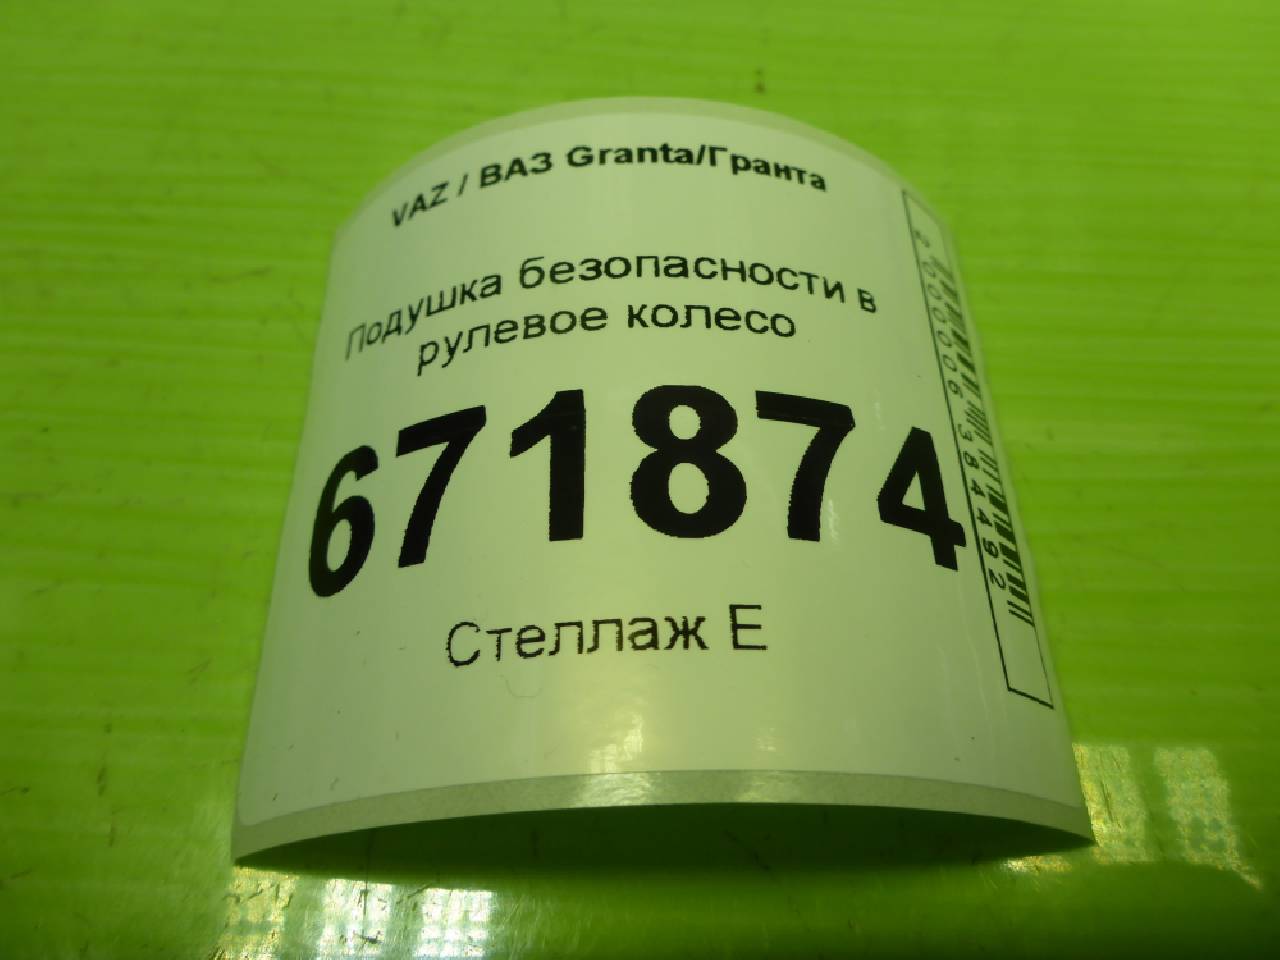 VAZ / ВАЗ Granta/Гранта
Подушка безопасности в
рулевое колесо
671874
Стеллаж Е
2000006384492